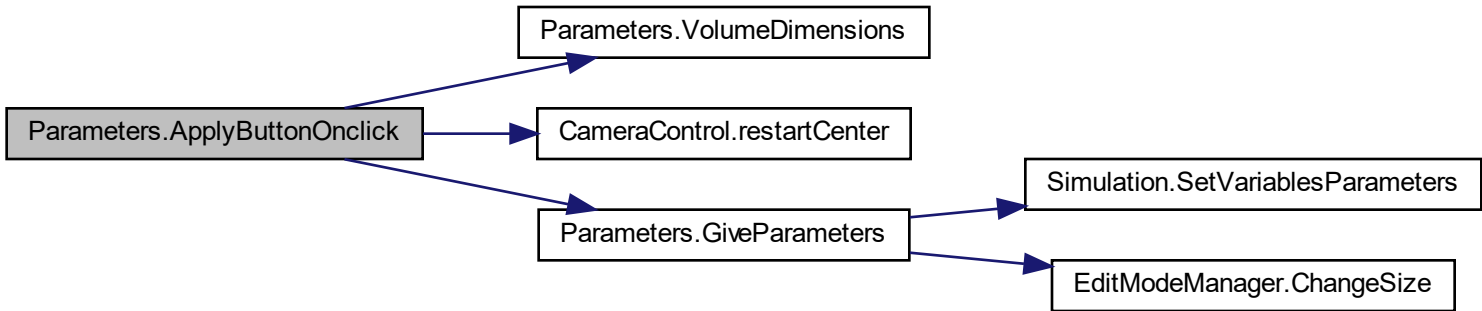 Parameters.VolumeDimensions
Parameters.ApplyButtonOnclick
CameraControl.restartCenter
Simulation.SetVariablesParameters
Parameters.GiveParameters
EditModeManager.ChangeSize